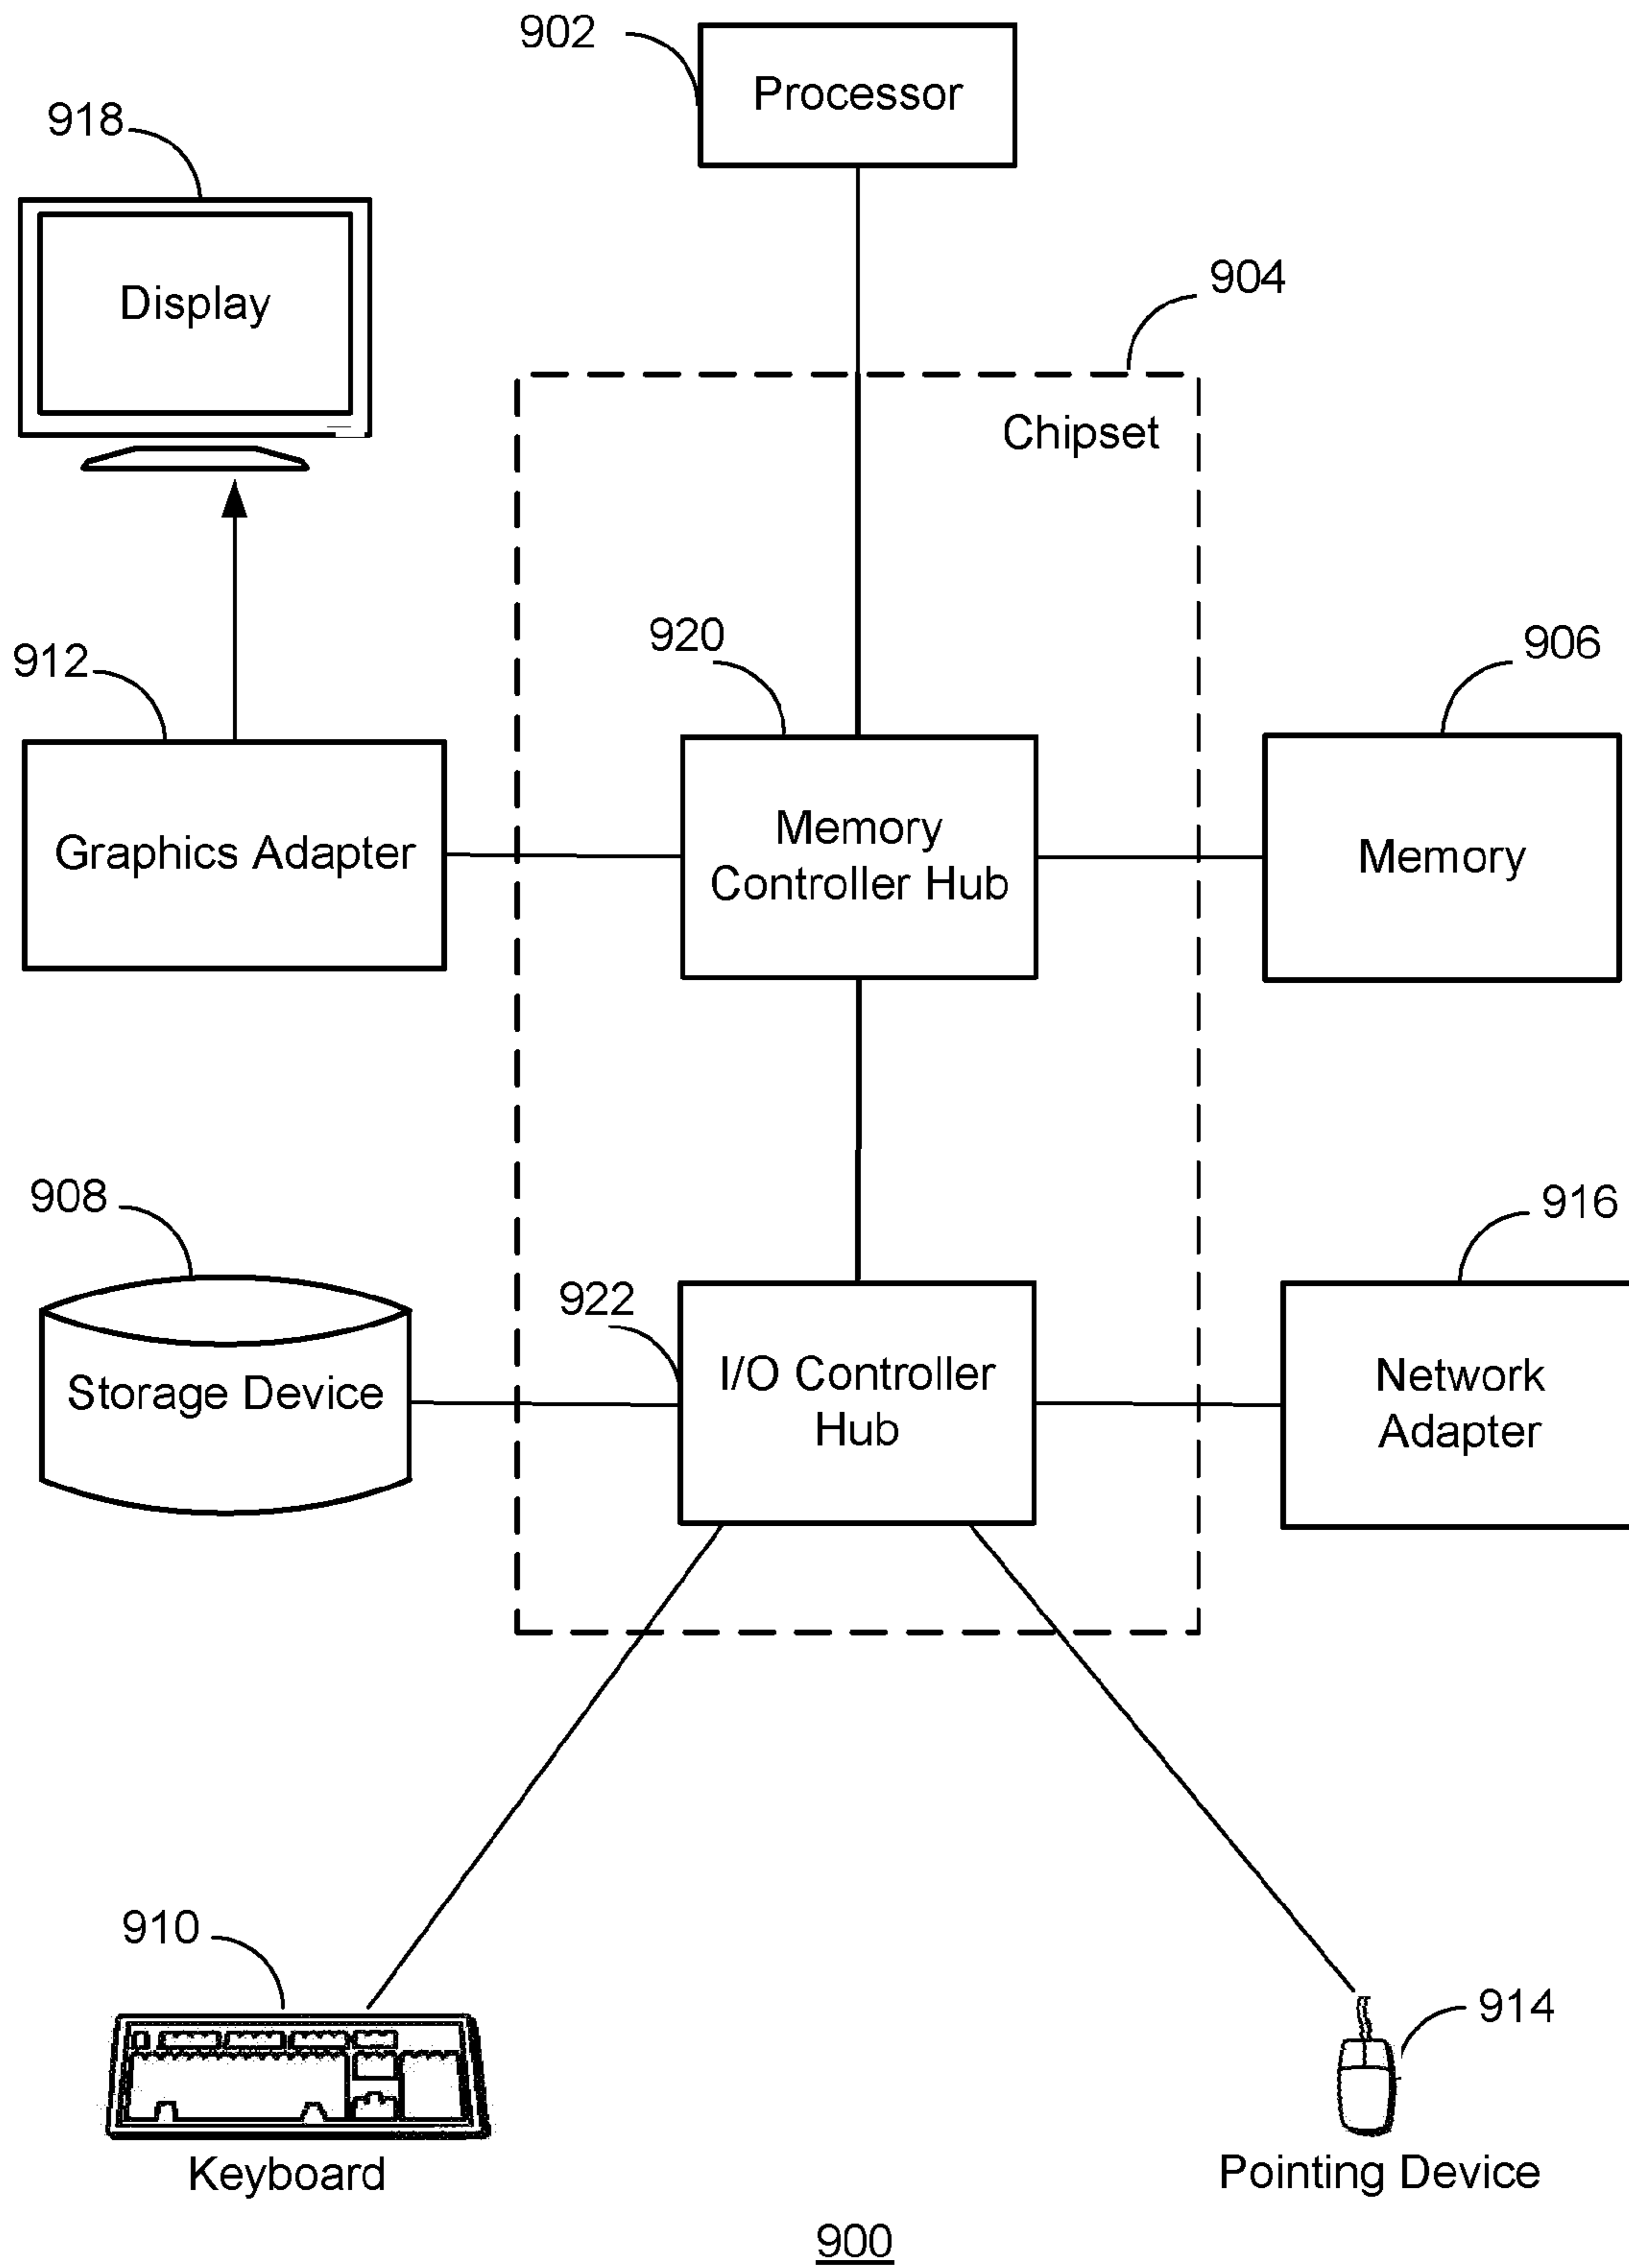 902
Processor
918
Display
904
Chipset
912
920
906
Graphics Adapter
Memory
Controller Hub
Memory
908
916
922
Storage Device
I/O Controller
Hub
Network
Adapter
910
914
Keyboard
Pointing Device
900